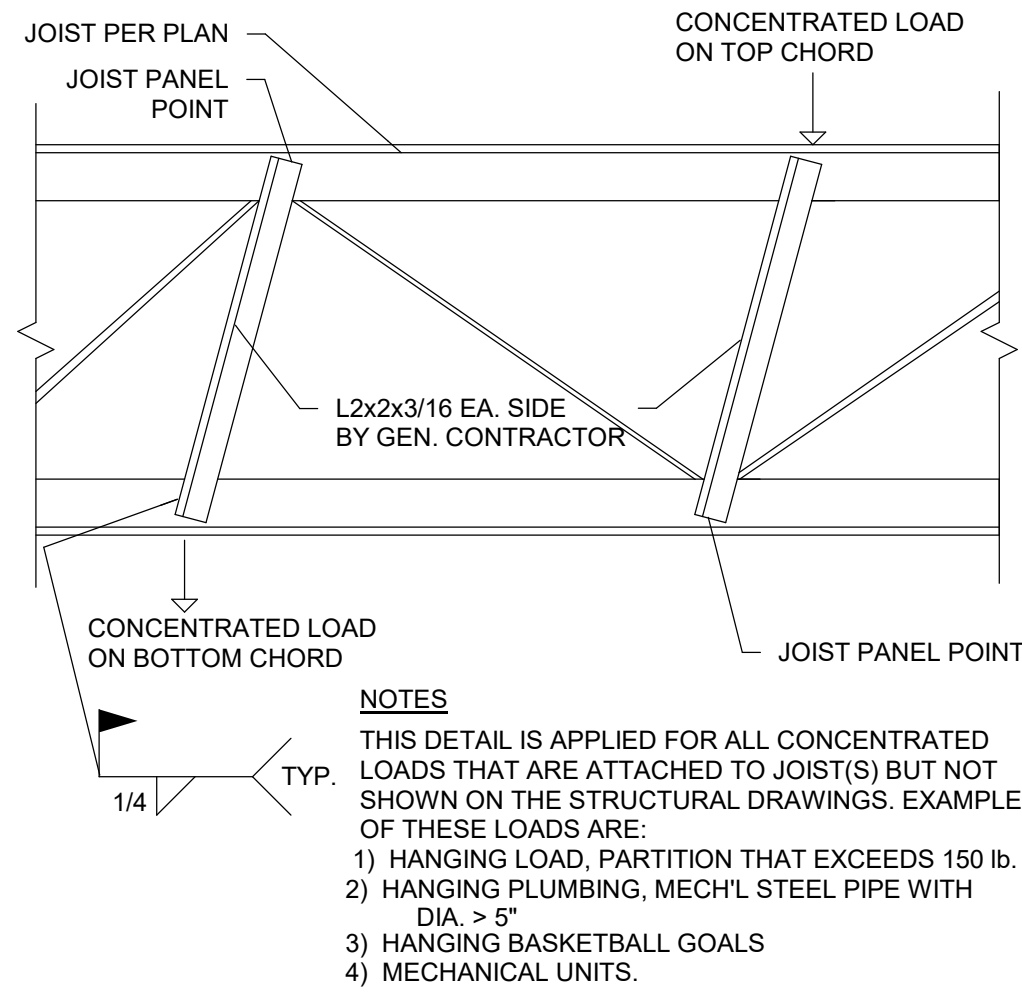 JOIST PER PLAN
JOIST PANEL
POINT
CONCENTRATED LOAD
ON TOP CHORD
L2x2x3/16 EA. SIDE
BY GEN. CONTRACTOR
CONCENTRATED LOAD
ON BOTTOM CHORD
JOIST PANEL POINT
1/4
TYP.
NOTES
THIS DETAIL IS APPLIED FOR ALL CONCENTRATED
LOADS THAT ARE ATTACHED TO JOIST(S) BUT NOT
SHOWN ON THE STRUCTURAL DRAWINGS. EXAMPLE
OF THESE LOADS ARE:
1) HANGING LOAD, PARTITION THAT EXCEEDS 150 lb.
2) HANGING PLUMBING, MECH'L STEEL PIPE WITH
DIA. > 5"
3) HANGING BASKETBALL GOALS
4) MECHANICAL UNITS.